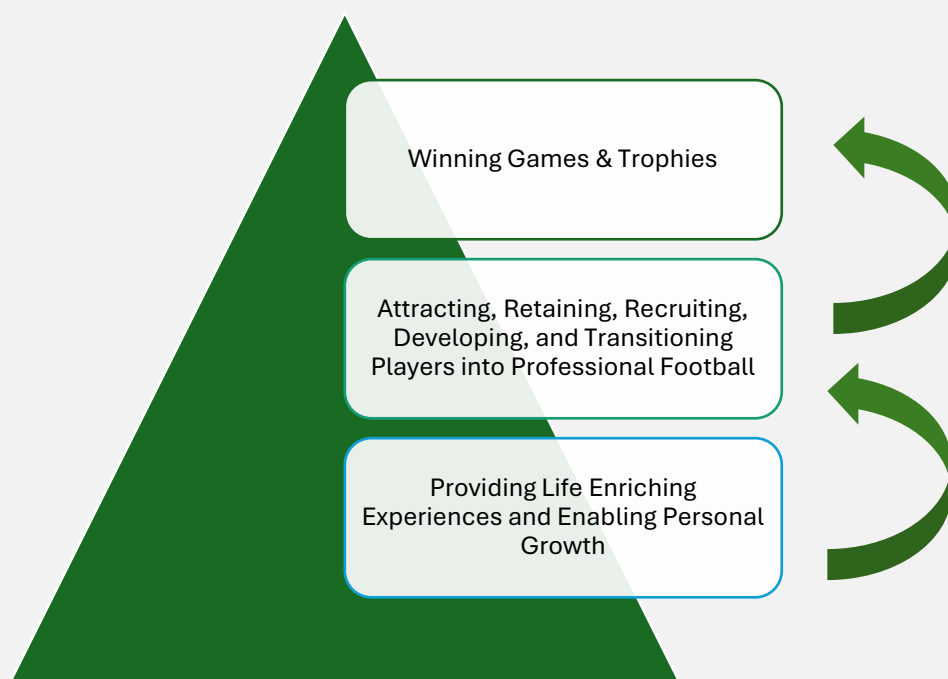 Winning Games & Trophies
Attracting, Retaining, Recruiting,
Developing, and Transitioning
Players into Professional Football
Providing Life Enriching
Experiences and Enabling Personal
Growth